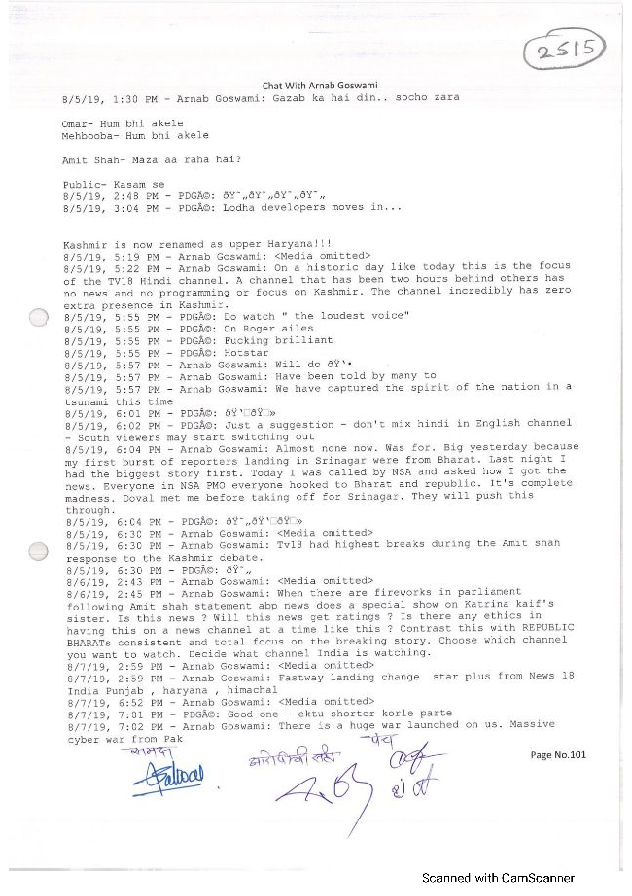 2515
Chat With Arnab Goswami
8/5/19, 1:30 PM - Arnab Goswami: Gazab ka hai din.. socho zara
Omar- Hum bhi akele
Mehbooba- Hum bhi akele
Amit Shah- Maza aa raha hai?
Public- Kasam se
8/5/19, 2:48 PM - PDGÃ©: ðŸ˜„ðŸ˜„ðŸ˜„ðŸ˜„
8/5/19, 3:04 PM - PDGÃ©: Lodha developers moves in...
Kashmir is now renamed as upper Haryana!!!
8/5/19, 5:19 PM - Arnab Goswami: <Media omitted>
8/5/19, 5:22 PM - Arnab Goswami: On a historic day like today this is the focus
of the TV18 Hindi channel. A channel that has been two hours behind others has
no news and no programming or focus on Kashmir. The channel incredibly has zero
extra presence in Kashmir.
8/5/19, 5:55 PM - PDGÃ©: Do watch " the loudest voice"
8/5/19, 5:55 PM - PDGÃ©: On Roger ailes
8/5/19, 5:55 PM - PDGÃ©: Fucking brilliant
8/5/19, 5:55 PM - PDGÃ©: Hotstar
8/5/19, 5:57 PM - Arnab Goswami: Will do
8/5/19, 5:57 PM - Arnab Goswami: Have been told by many to
8/5/19, 5:57 PM - Arnab Goswami: We have captured the spirit of the nation in a
tsunami this time
8/5/19, 6:01 PM - PDGÃ©:
8/5/19, 6:02 PM - PDGÃ©: Just a suggestion - don't mix hindi in English channel
- South viewers may start switching out
8/5/19, 6:04 PM - Arnab Goswami: Almost none now. Was for. Big yesterday because
my first burst of reporters landing in Srinagar were from Bharat. Last night I
had the biggest story first. Today I was called by NSA and asked how I got the
news. Everyone in NSA PMO everyone hooked to Bharat and republic. It's complete
madness. Doval met me before taking off for Srinagar. They will push this
through.
8/5/19, 6:04 PM - PDGÃ©:
8/5/19, 6:30 PM - Arnab Goswami: <Media omitted>
8/5/19, 6:30 PM - Arnab Goswami: Tv18 had highest breaks during the Amit shah
response to the Kashmir debate.
8/5/19, 6:30 PM - PDGÃ©: ðŸ˜„
8/6/19, 2:43 PM - Arnab Goswami: <Media omitted>
8/6/19, 2:45 PM - Arnab Goswami: When there are fireworks in parliament
following Amit shah statement abp news does a special show on Katrina kaif's
sister. Is this news ? Will this news get ratings ? Is there any ethics in
having this on a news channel at a time like this ? Contrast this with REPUBLIC
BHARATs consistent and total focus on the breaking story. Choose which channel
you want to watch. Decide what channel India is watching.
8/7/19, 2:59 PM - Arnab Goswami: <Media omitted>
8/7/19, 2:59 PM - Arnab Goswami: Fastway landing change star plus from News 18
India Punjab , haryana , himachal
8/7/19, 6:52 PM - Arnab Goswami: <Media omitted>
8/7/19, 7:01 PM - PDGÃ©: Good one ektu shorter korle parte
8/7/19, 7:02 PM - Arnab Goswami: There is a huge war launched on us. Massive
cyber war from Pak
समक्ष
आरोपीची सही
पंच
Page No.101
Scanned with CamScanner